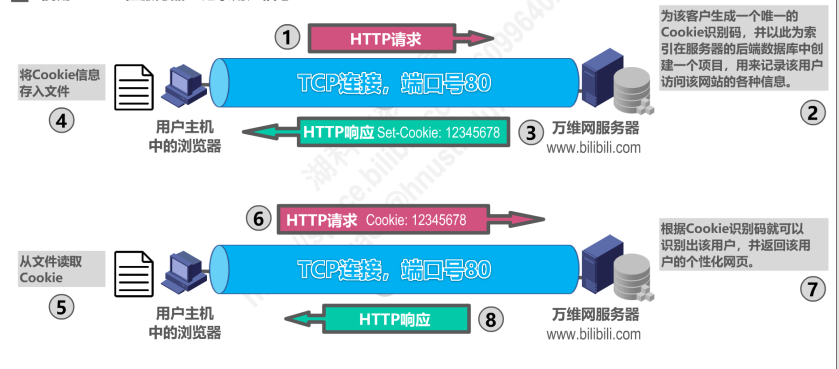 ① HTTP请求
为该客户生成一个唯一的
Cookie识别码，并以此为索
引在服务器的后端数据库中创
建一个项目，用来记录该用户
访问该网站的各种信息。
②
将Cookie信息
存入文件
④
TCP连接，端口号80
用户主机
中的浏览器
HTTP响应 Set-Cookie: 12345678
③
万维网服务器
www.bilibili.com
⑥
HTTP请求 Cookie: 12345678
根据Cookie识别码就可以
识别出该用户，并返回该用
户的个性化网页。
⑦
从文件读取
Cookie
⑤
TCP连接，端口号80
用户主机
中的浏览器
HTTP响应
⑧
万维网服务器
www.bilibili.com